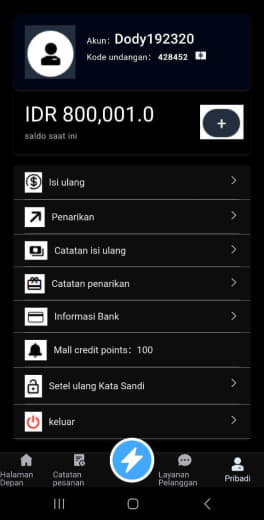 Akun: Dody192320
Kode undangan: 428452
IDR 800,001.0
saldo saat ini
Isi ulang
Penarikan
Catatan isi ulang
Catatan penarikan
Informasi Bank
Mall credit points: 100
Setel ulang Kata Sandi
keluar
Halaman Depan
Catatan pesanan
Layanan Pelanggan
Pribadi